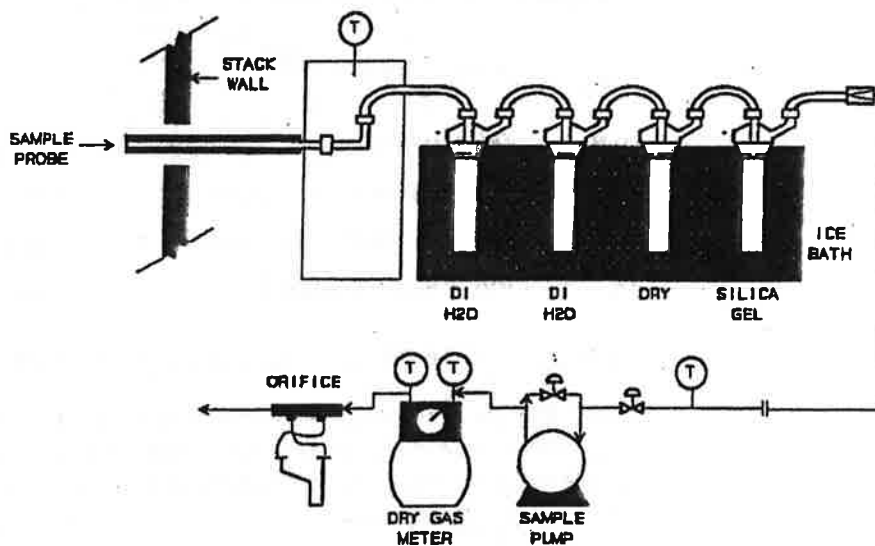 T
STACK
WALL
SAMPLE
PROBE
ICE
BATH
DI
H2O
DI
H2O
DRY
SILICA
GEL
ORIFICE
T
T
T
DRY GAS
METER
SAMPLE
PUMP